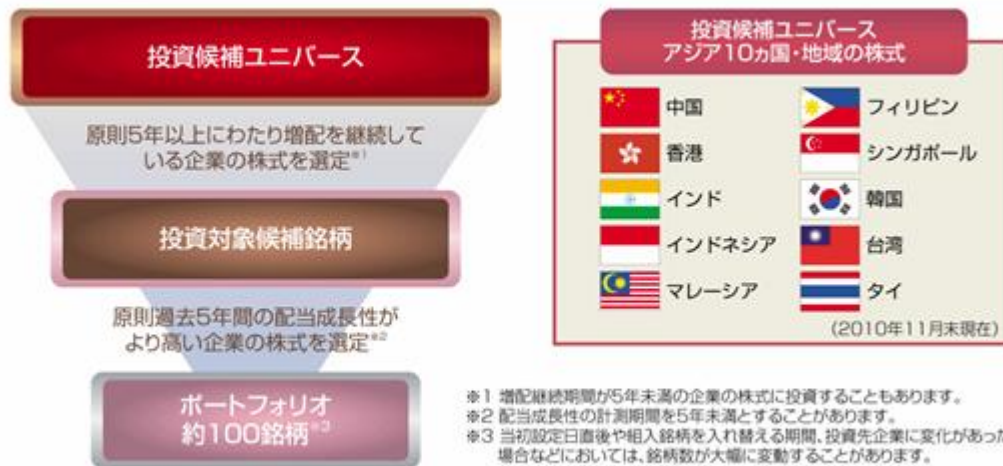 投資候補ユニバース
原則5年以上にわたり増配を継続して
いる企業の株式を選定※1
投資対象候補銘柄
原則過去5年間の配当成長性が
より高い企業の株式を選定※2
ポートフォリオ
約100銘柄※3
投資候補ユニバース
アジア10ヵ国・地域の株式
中国
フィリピン
香港
シンガポール
インド
韓国
インドネシア
台湾
マレーシア
タイ
(2010年11月末現在)
※1 増配継続期間が5年未満の企業の株式に投資することもあります。
※2 配当成長性の計測期間を5年未満とすることがあります。
※3 当初設定日直後や組入銘柄を入れ替える期間、投資先企業に変化があった
場合などにおいては、銘柄数が大幅に変動することがあります。